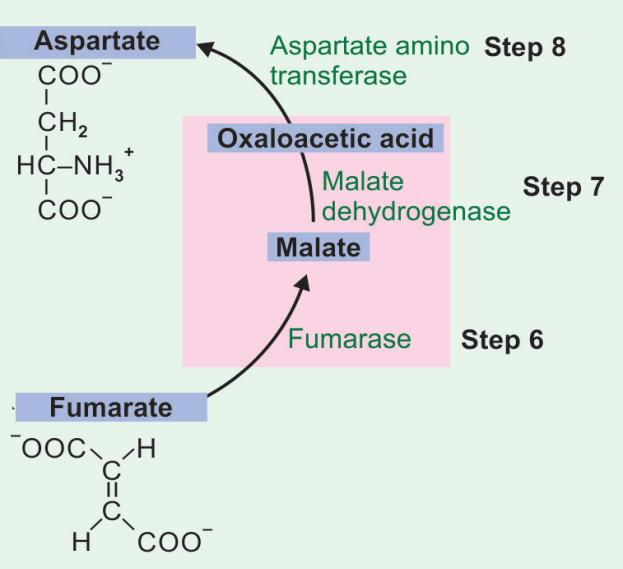 Aspartate
COO⁻
CH₂
HC–NH₃⁺
COO⁻
Aspartate amino
transferase
Step 8
Oxaloacetic acid
Malate
dehydrogenase
Step 7
Malate
Fumarase
Step 6
Fumarate
⁻OOC H
C
C
H COO⁻